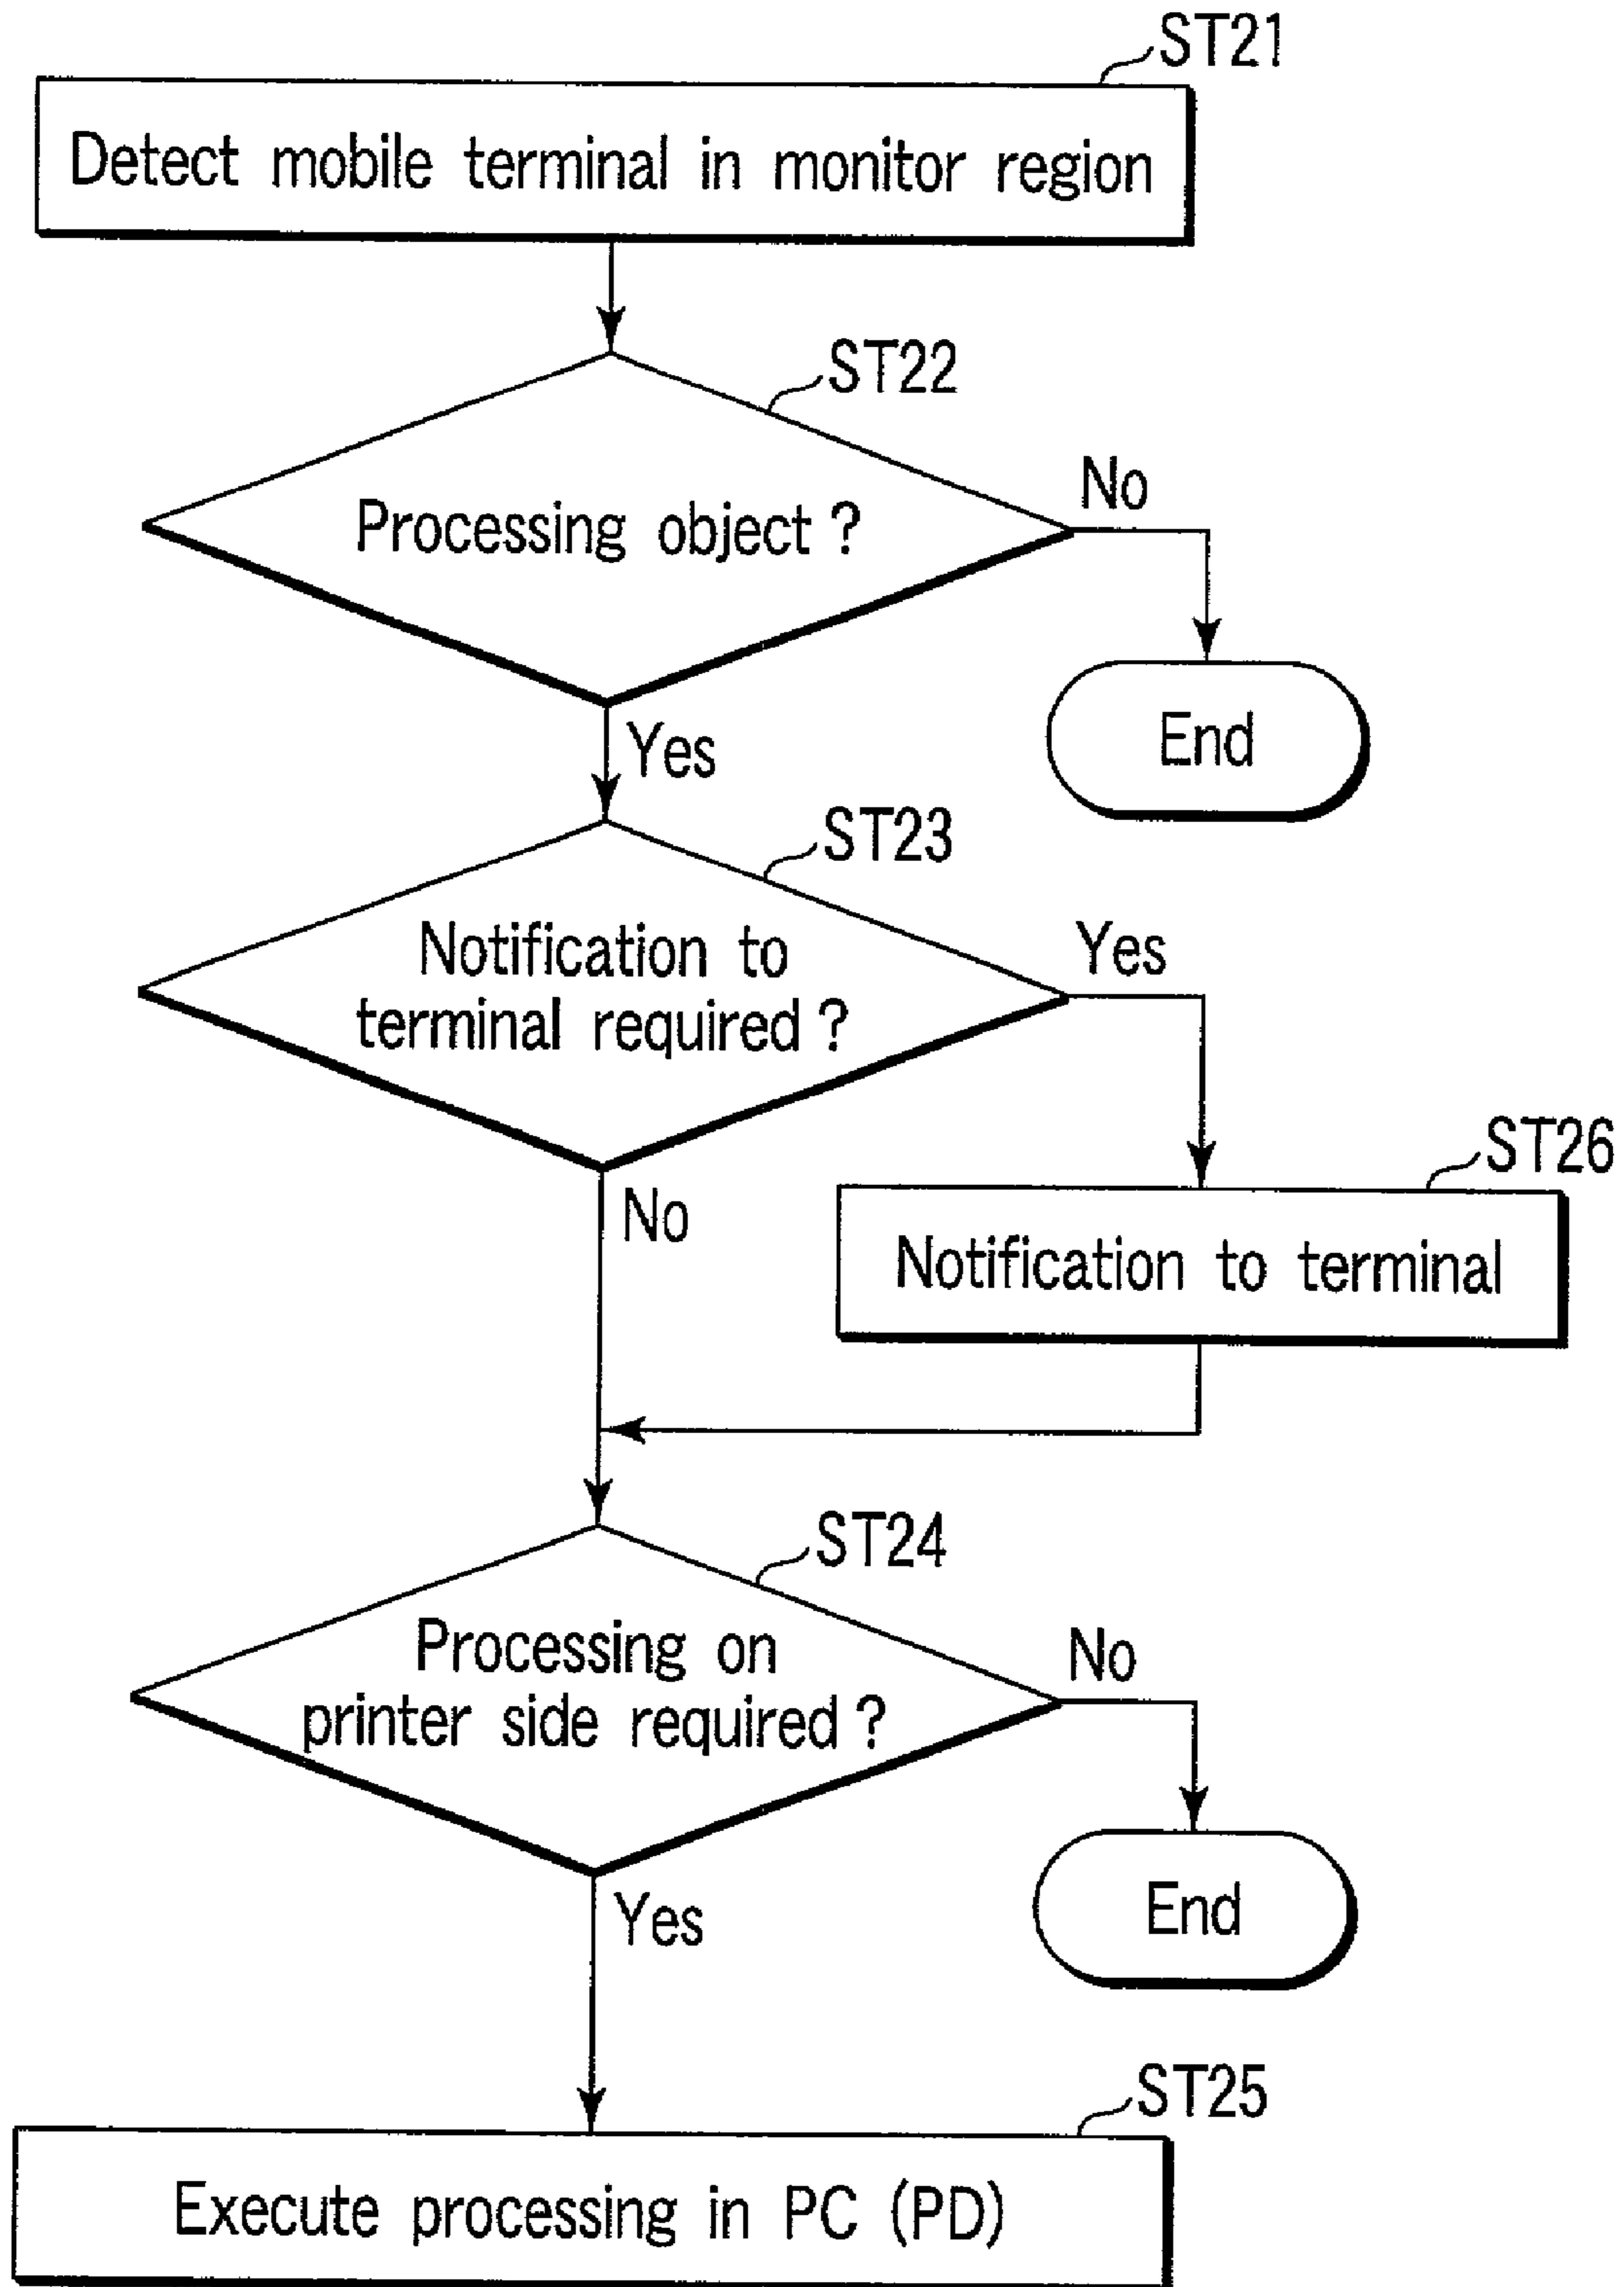 ST21
Detect mobile terminal in monitor region
ST22
Processing object ?
No
End
Yes
ST23
Notification to
terminal required ?
Yes
ST26
Notification to terminal
No
ST24
Processing on
printer side required ?
No
End
Yes
ST25
Execute processing in PC (PD)